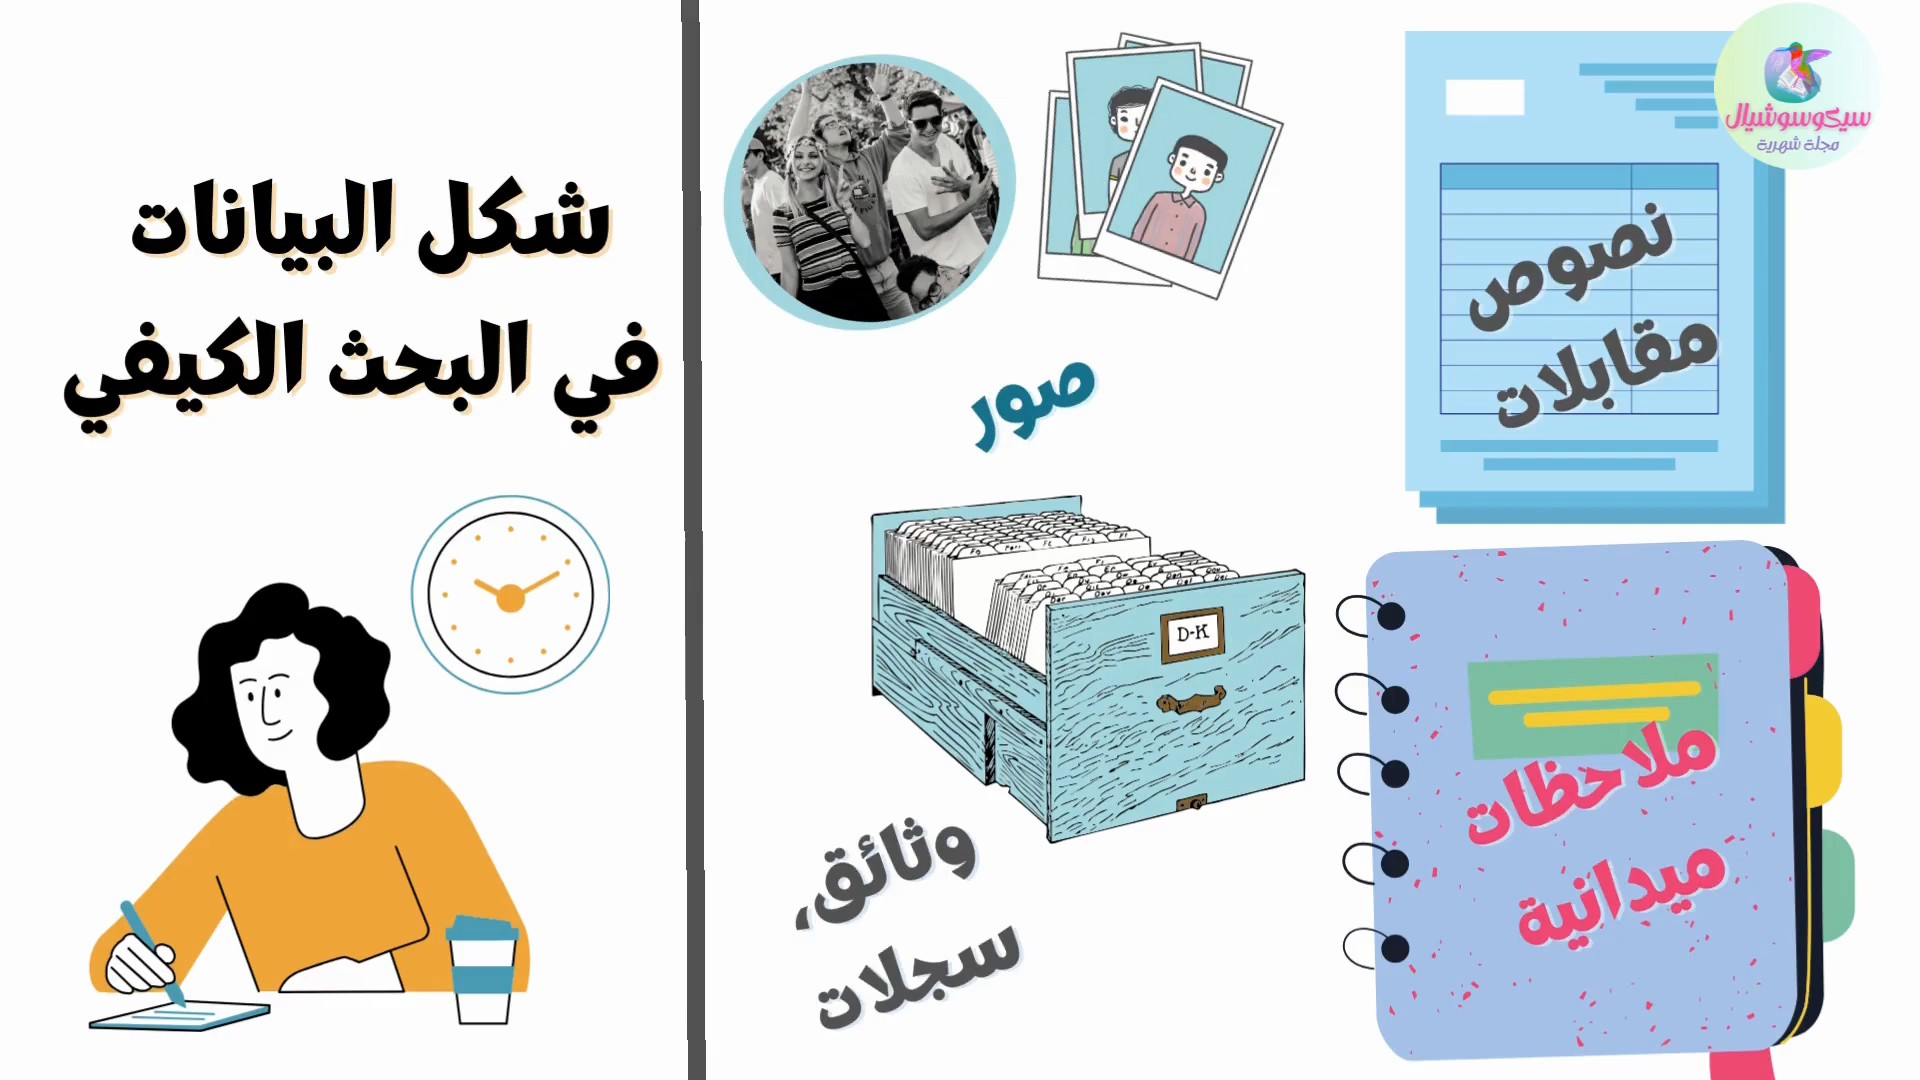 شكل البيانات
في البحث الكيفي
صور
نصوص
مقابلات
وثائق،
سجلات
D-K
ملاحظات
ميدانية
سيكوسوشيال
مجلة شهرية